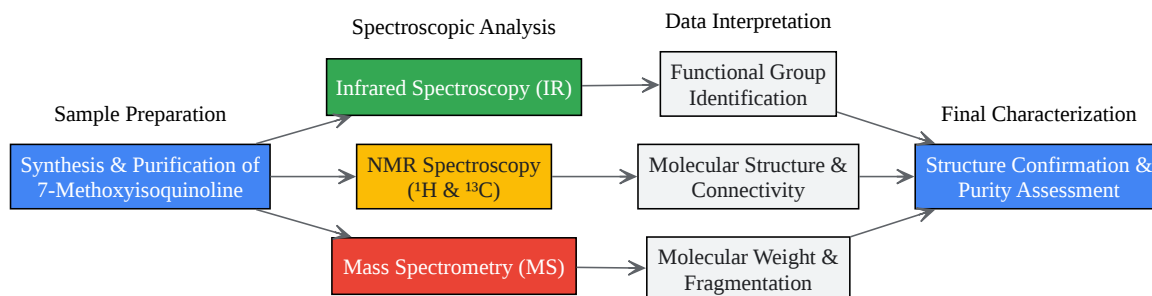 Spectroscopic Analysis
Data Interpretation
Infrared Spectroscopy (IR)
Functional Group
Identification
Sample Preparation
Final Characterization
Synthesis & Purification of
7-Methoxyisoquinoline
NMR Spectroscopy
(¹H & ¹³C)
Molecular Structure &
Connectivity
Structure Confirmation &
Purity Assessment
Mass Spectrometry (MS)
Molecular Weight &
Fragmentation